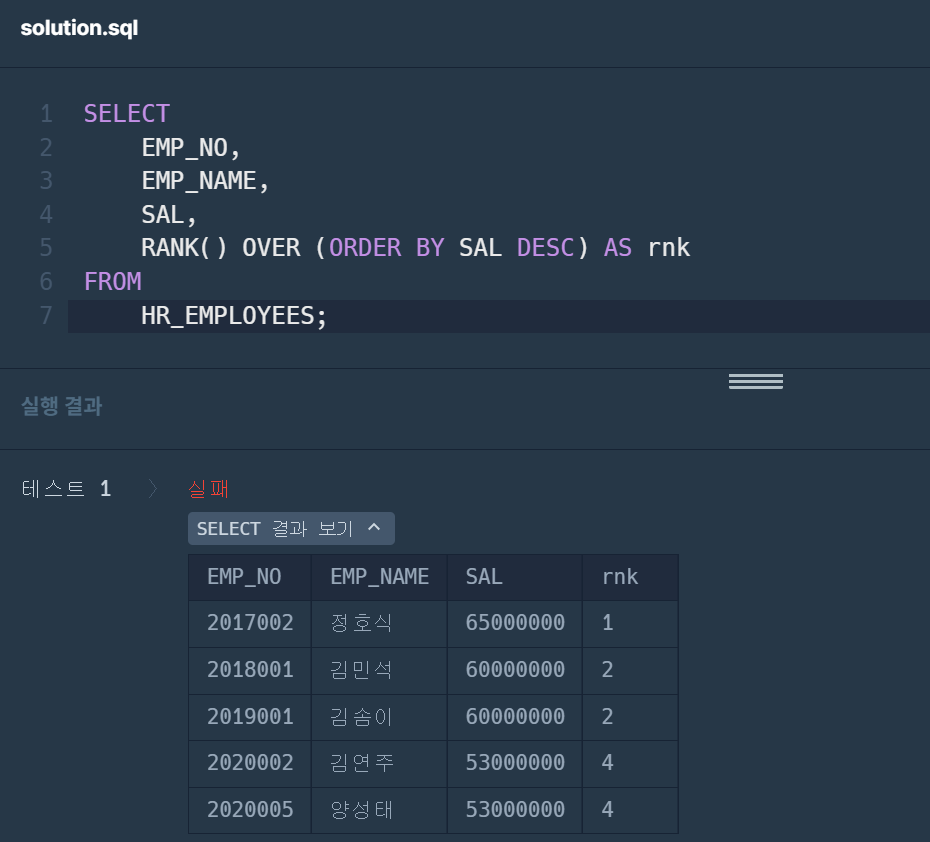 solution.sql
1 SELECT
2 EMP_NO,
3 EMP_NAME,
4 SAL,
5 RANK() OVER (ORDER BY SAL DESC) AS rnk
6 FROM
7 HR_EMPLOYEES;
실행 결과
테스트 1 〉 실패
SELECT 결과 보기 ^
EMP_NO EMP_NAME SAL rnk
2017002 정호식 65000000 1
2018001 김민석 60000000 2
2019001 김솜이 60000000 2
2020002 김연주 53000000 4
2020005 양성태 53000000 4